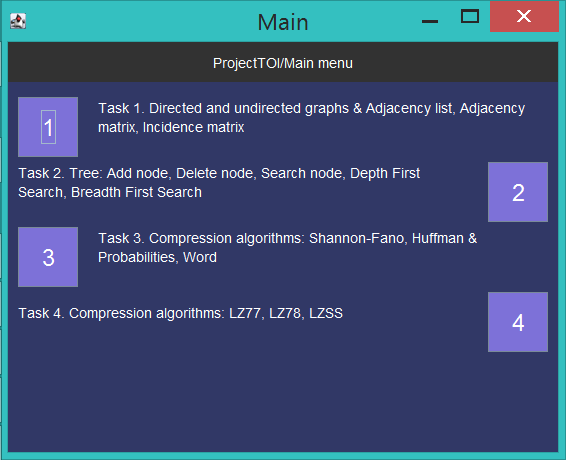 Main
ProjectTOI/Main menu
1
Task 1. Directed and undirected graphs & Adjacency list, Adjacency
matrix, Incidence matrix
Task 2. Tree: Add node, Delete node, Search node, Depth First
Search, Breadth First Search
2
3
Task 3. Compression algorithms: Shannon-Fano, Huffman &
Probabilities, Word
Task 4. Compression algorithms: LZ77, LZ78, LZSS
4